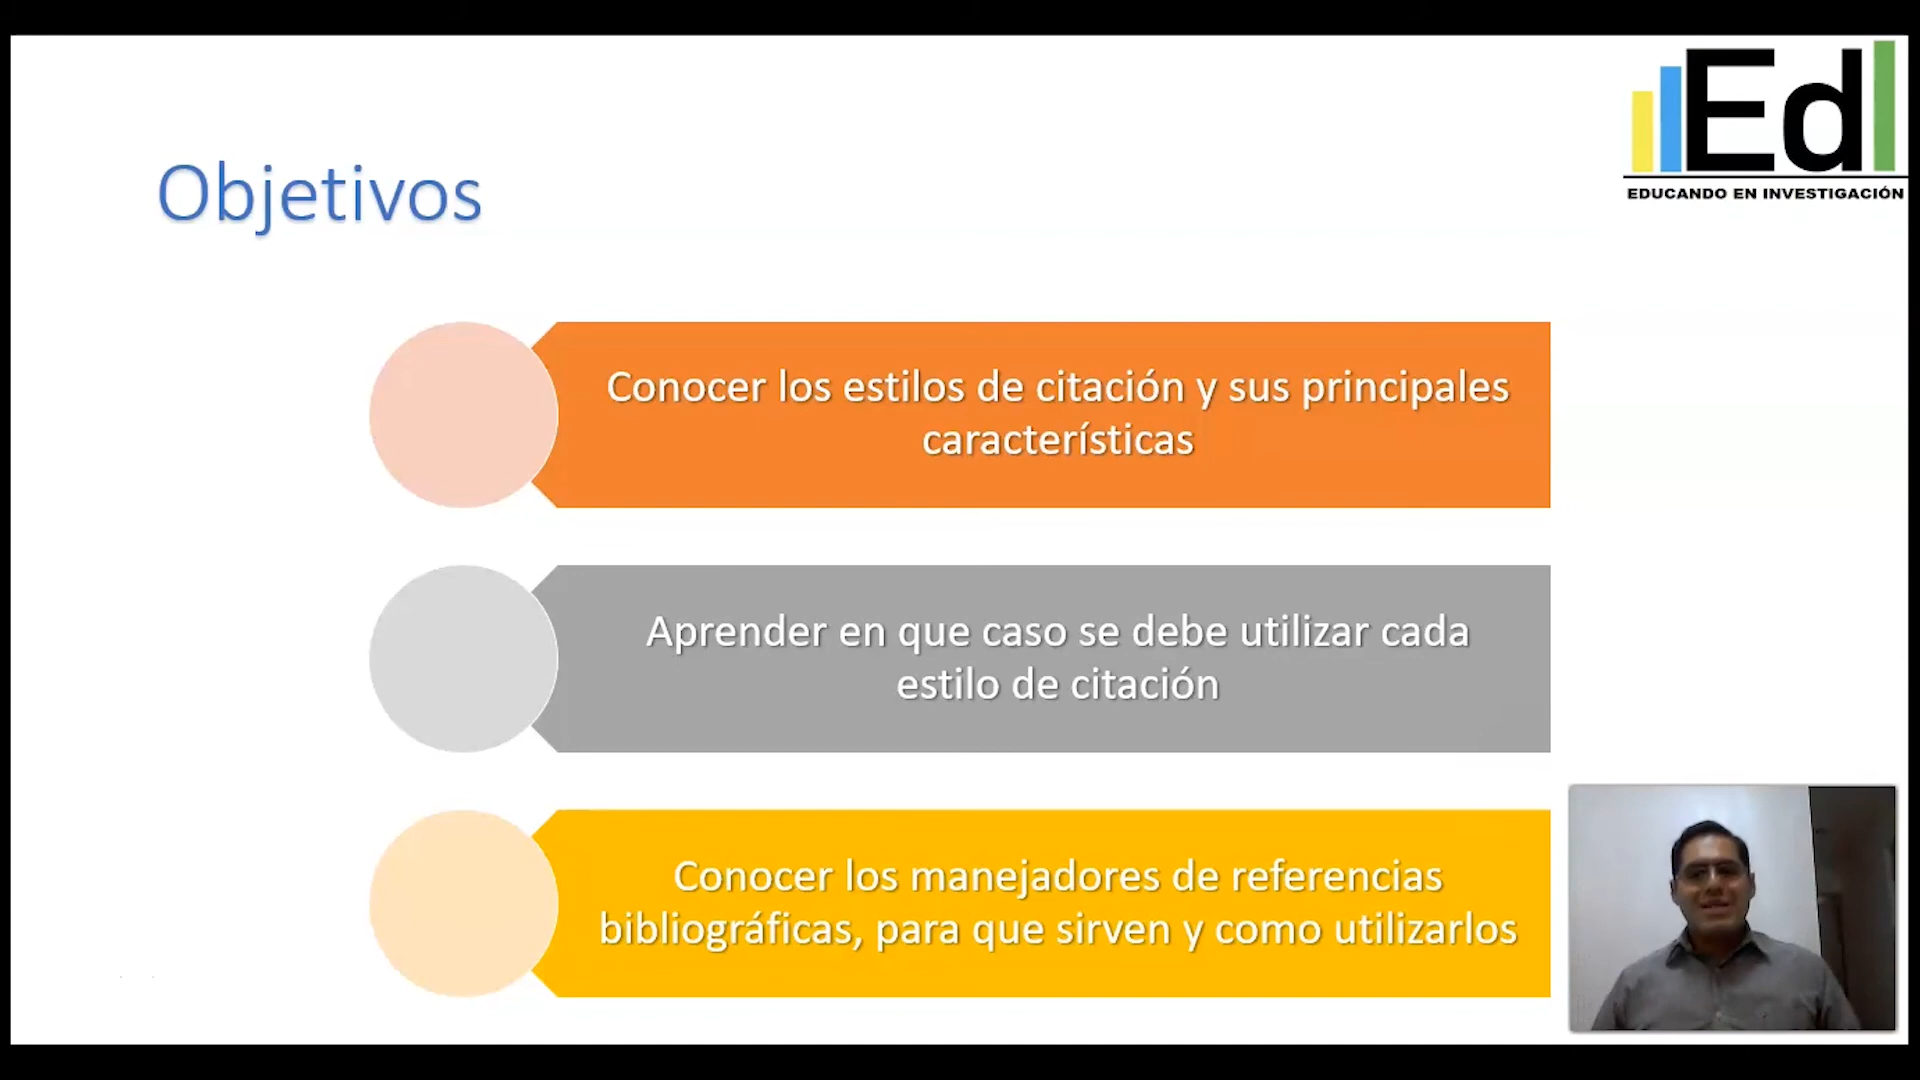 Ed
EDUCANDO EN INVESTIGACIÓN
Objetivos
Conocer los estilos de citación y sus principales
características
Aprender en que caso se debe utilizar cada
estilo de citación
Conocer los manejadores de referencias
bibliográficas, para que sirven y como utilizarlos